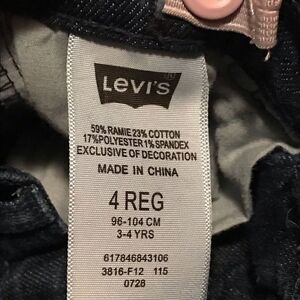 LEVI'S
59% RAMIE 23% COTTON
17% POLYESTER 1% SPANDEX
EXCLUSIVE OF DECORATION
MADE IN CHINA
4 REG
96-104 CM
3-4 YRS
617846843106
3816-F12 115
0728